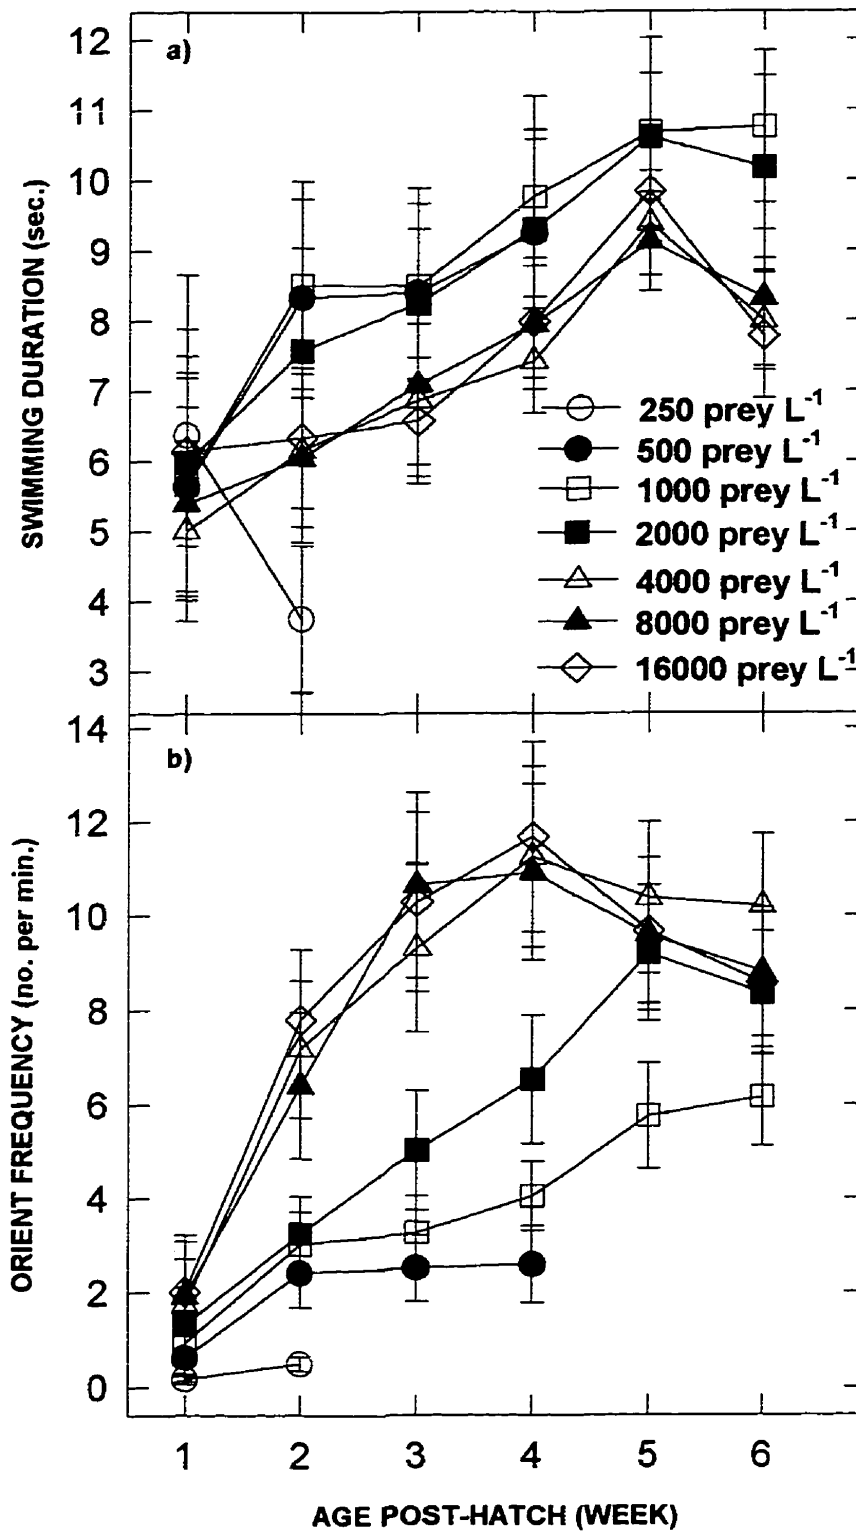 a)
12
11
10
9
8
7
6
5
4
3
SWIMMING DURATION (sec.)
250 prey L-1
500 prey L-1
1000 prey L-1
2000 prey L-1
4000 prey L-1
8000 prey L-1
16000 prey L-1
b)
14
12
10
8
6
4
2
0
ORIENT FREQUENCY (no. per min.)
1 2 3 4 5 6
AGE POST-HATCH (WEEK)